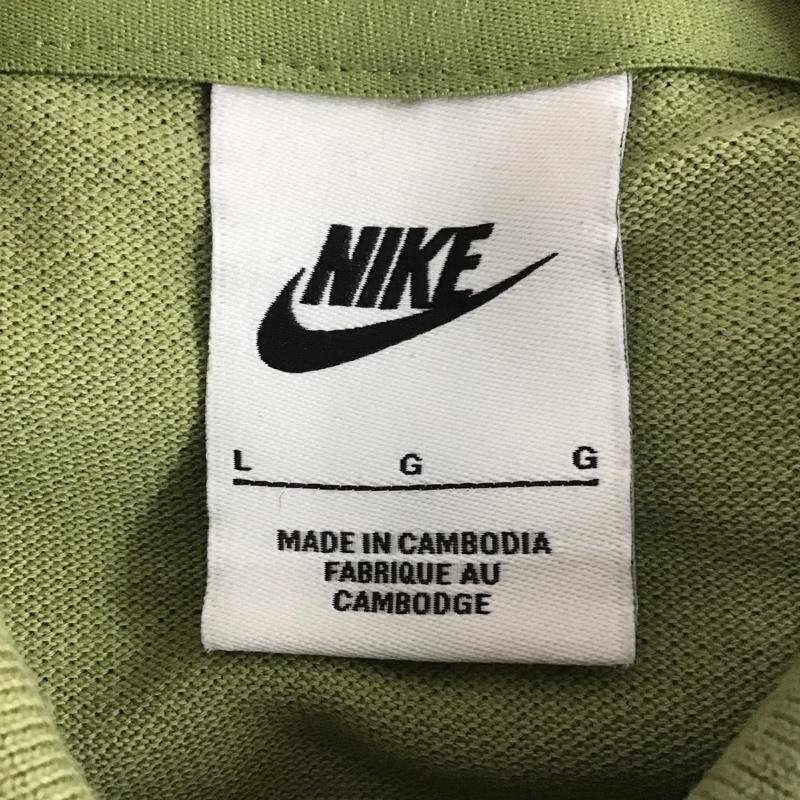 NIKE
L G G
MADE IN CAMBODIA
FABRIQUE AU
CAMBODGE